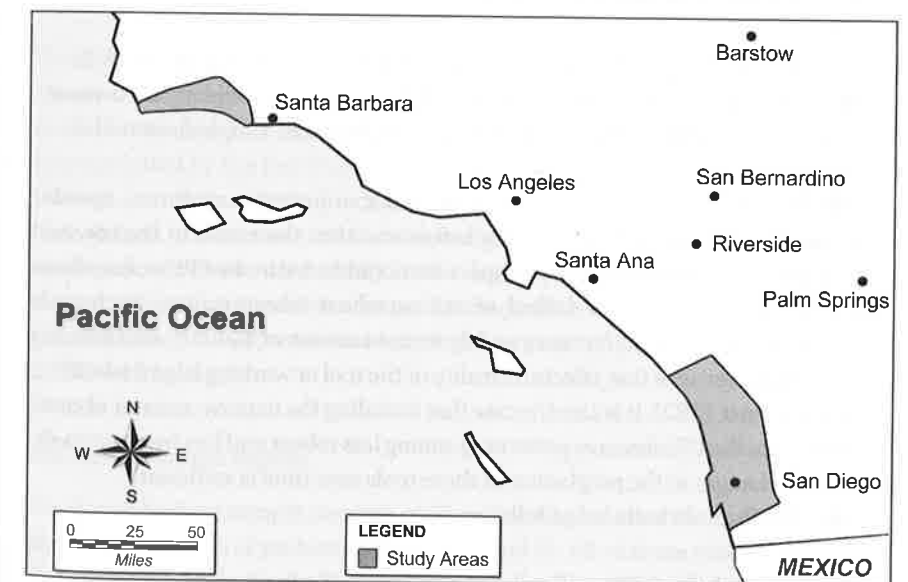 Barstow
Santa Barbara
Los Angeles
San Bernardino
Riverside
Santa Ana
Palm Springs
Pacific Ocean
N
W E
S
San Diego
0 25 50
Miles
LEGEND
Study Areas
MEXICO